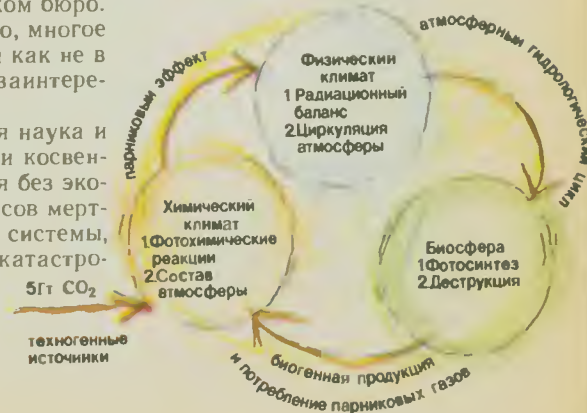 ком бюро.
о, многое
как не в
заинтере-
я наука и
и косвен-
я без эко-
сов мерт-
системы,
катастро-
парниковый эффект
Физический
климат
1 Радиационный
баланс
2.Циркуляция
атмосферы
атмосферный гидрологический цикл
Химический
климат
1.Фотохимические
реакции
2.Состав
атмосферы
Биосфера
1Фотосинтез
2.Деструкция
5Гт CO₂
техногенные
источники
биогенная продукция
и потребление парниковых газов